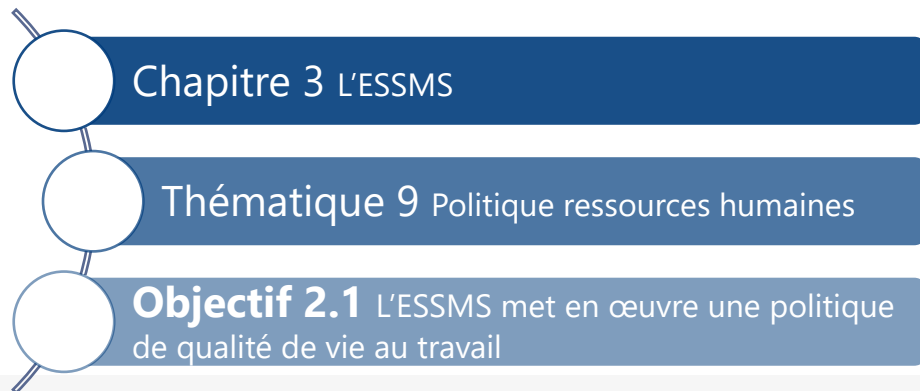 Chapitre 3 L’ESSMS
Thématique 9 Politique ressources humaines
Objectif 2.1 L’ESSMS met en œuvre une politique
de qualité de vie au travail